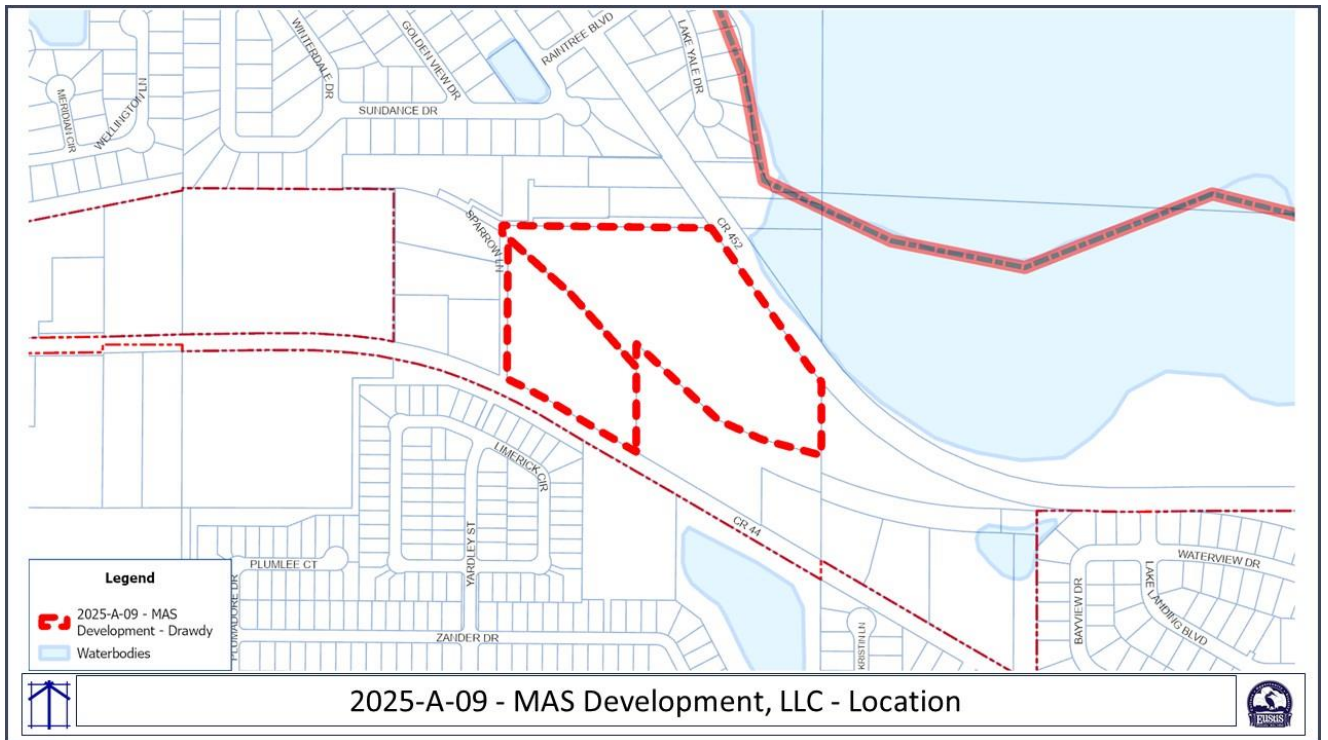 WINTERDALE DR
GOLDEN VIEW DR
RAINTREE BLVD
LAKE YALE DR
MERIDIAN CIR
WELLINGTON LN
SUNDANCE DR
SPARROW LN
CR 452
LIMERICK CIR
YARDLEY ST
CR 44
PLUMLEE CT
PLUMADORE DR
ZANDER DR
KRISTIN LN
BAYVIEW DR
WATERVIEW DR
LAKE LANDING BLVD
Legend
2025-A-09 - MAS
Development - Drawdy
Waterbodies
2025-A-09 - MAS Development, LLC - Location
EUSTIS